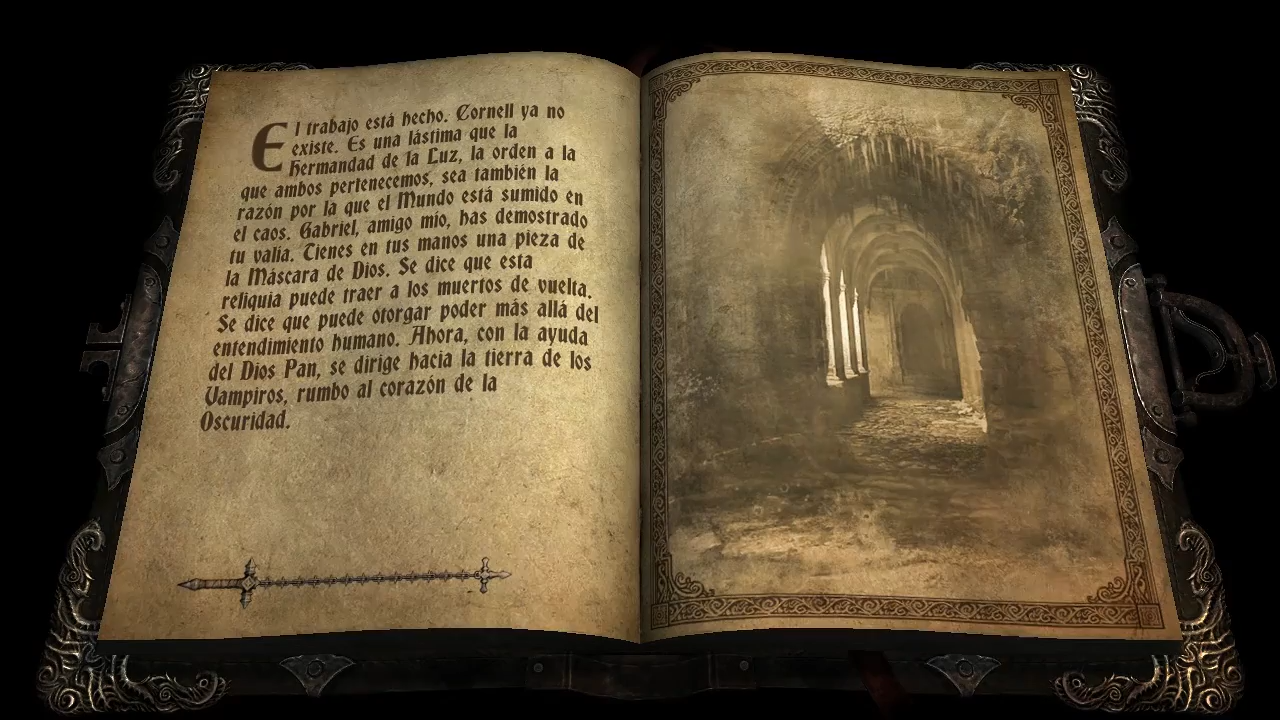 El trabajo está hecho. Cornell ya no
existe. Es una lástima que la
Hermandad de la Luz, la orden a la
que ambos pertenecemos, sea también la
razón por la que el Mundo está sumido en
el caos. Gabriel, amigo mío, has demostrado
tu valía. Tienes en tus manos una pieza de
la Máscara de Dios. Se dice que esta
reliquia puede traer a los muertos de vuelta.
Se dice que puede otorgar poder más allá del
entendimiento humano. Ahora, con la ayuda
del Dios Pan, se dirige hacia la tierra de los
Vampiros, rumbo al corazón de la
Oscuridad.